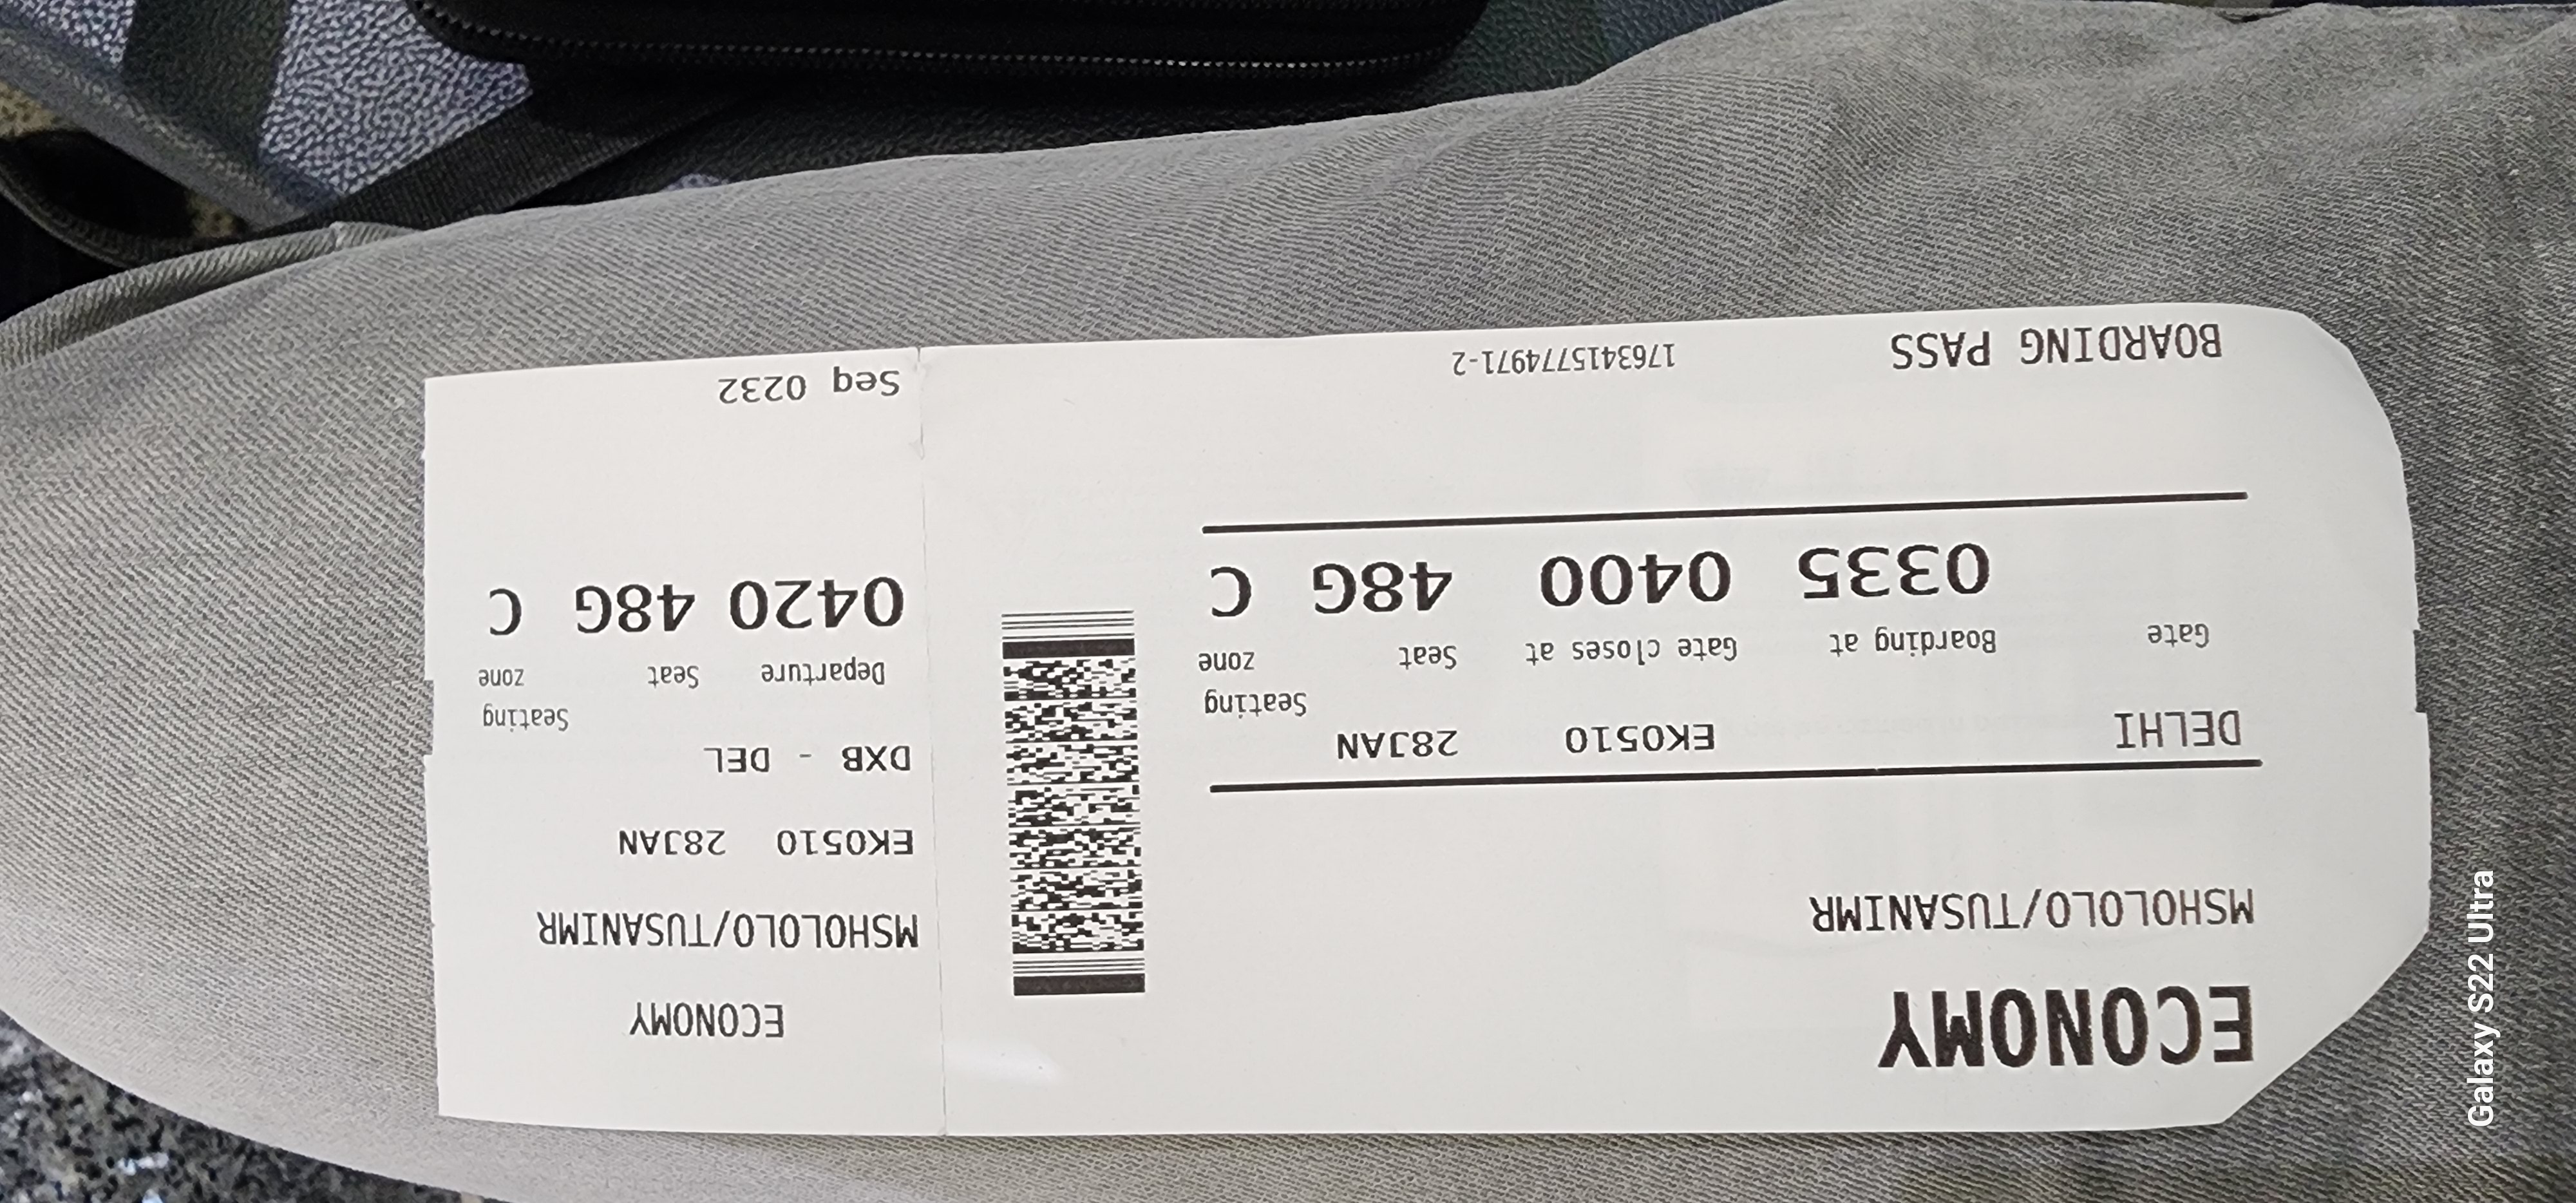 ECONOMY
MSHOLOLO/TUSANIMR
DELHI EK0510 28JAN
Seating
Gate Boarding at Gate closes at Seat zone
0335 0400 48G C
BOARDING PASS 1763415774971-2
ECONOMY
MSHOLOLO/TUSANIMR
EK0510 28JAN
DXB - DEL
Seating
Departure Seat zone
0420 48G C
Seq 0232
Galaxy S22 Ultra